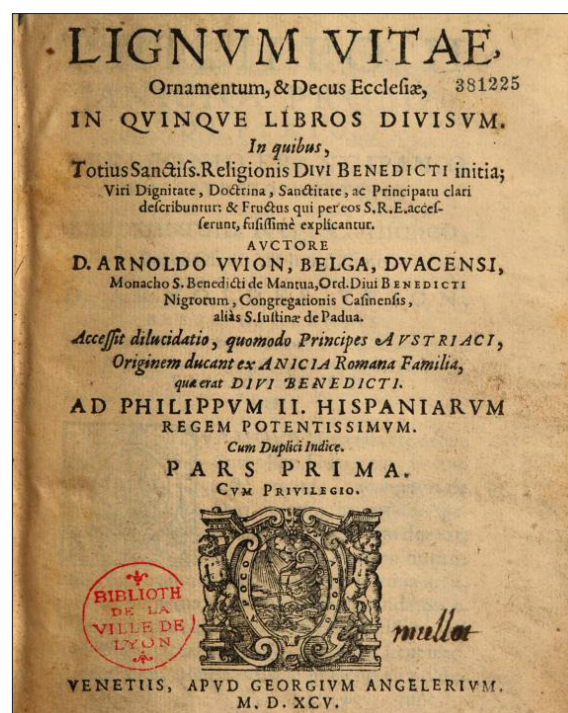 LIGNVM VITAE,
Ornamentum, & Decus Ecclesiæ,
381225
IN QVINQVE LIBROS DIVISVM.
In quibus,
Totius Sanctiss. Religionis DIVI BENEDICTI initia;
Viri Dignitate, Doctrina, Sanctitate, ac Principatu clari
describuntur: & Fructus qui per eos S. R. E. acces-
serunt, fusissimè explicantur.
AVCTORE
D. ARNOLDO VVION, BELGA, DVACENSI,
Monacho S. Benedicti de Mantua, Ord. Diui BENEDICTI
Nigrorum, Congregationis Casinensis,
aliàs S. Iustinæ de Padua.
Accessit dilucidatio, quomodo Principes AVSTRIACI,
Originem ducant ex ANICIA Romana Familia,
quæ erat DIVI BENEDICTI.
AD PHILIPPVM II. HISPANIARVM
REGEM POTENTISSIMVM.
Cum Duplici Indice.
PARS PRIMA.
CVM PRIVILEGIO.
POCO A POCO
BIBLIOTH
DE LA
VILLE DE
LYON
mullot
VENETIIS, APVD GEORGIVM ANGELERIVM.
M. D. XCV.